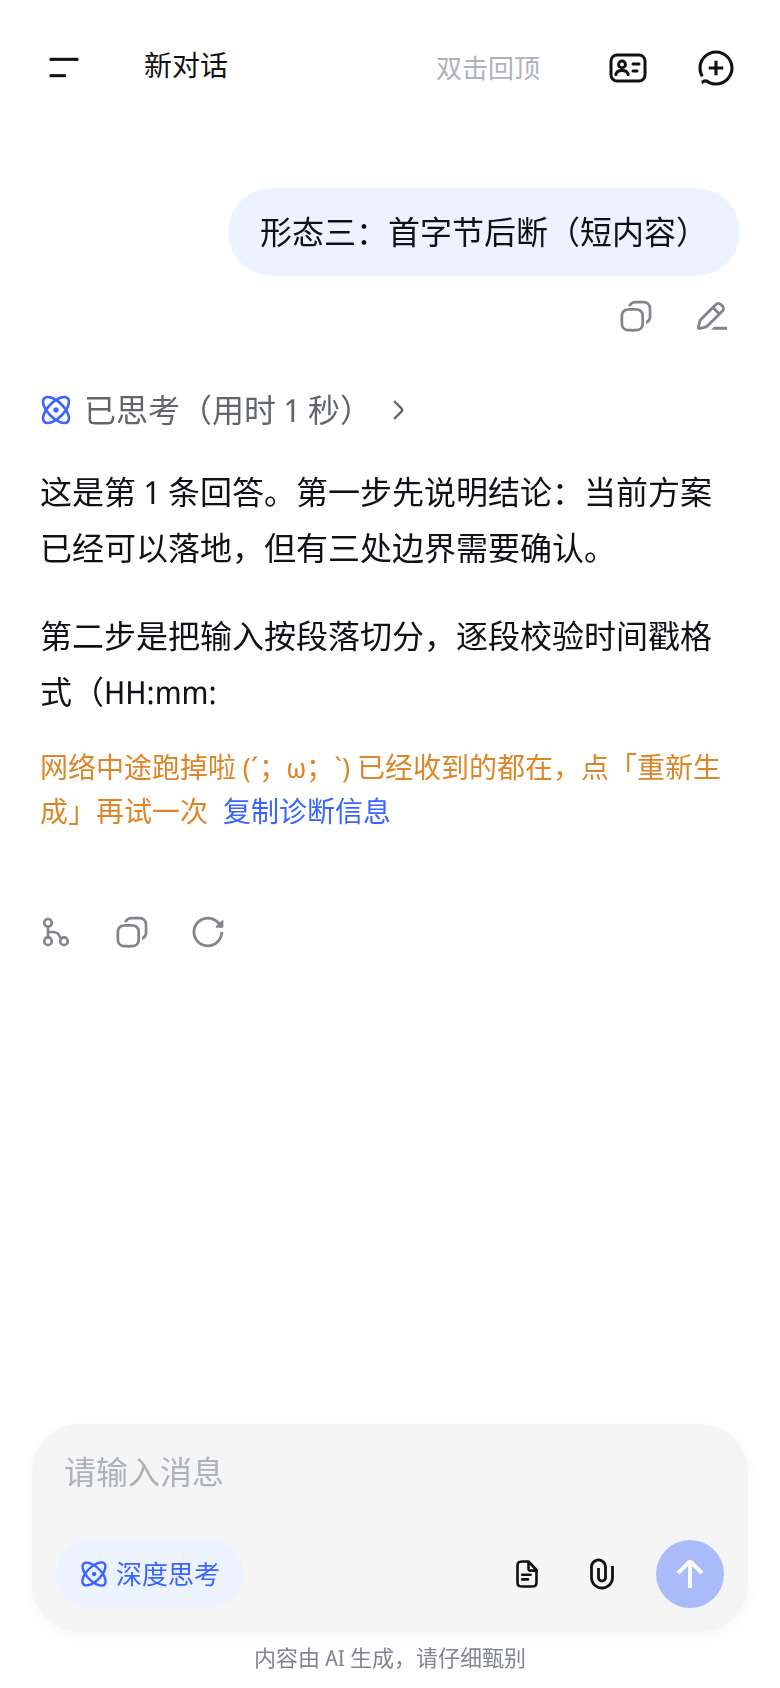 新对话
双击回顶
形态三：首字节后断（短内容）
已思考（用时 1 秒）
这是第 1 条回答。第一步先说明结论：当前方案
已经可以落地，但有三处边界需要确认。
第二步是把输入按段落切分，逐段校验时间戳格
式（HH:mm:
网络中途跑掉啦 (´；ω；`) 已经收到的都在，点「重新生
成」再试一次 复制诊断信息
请输入消息
深度思考
内容由 AI 生成，请仔细甄别